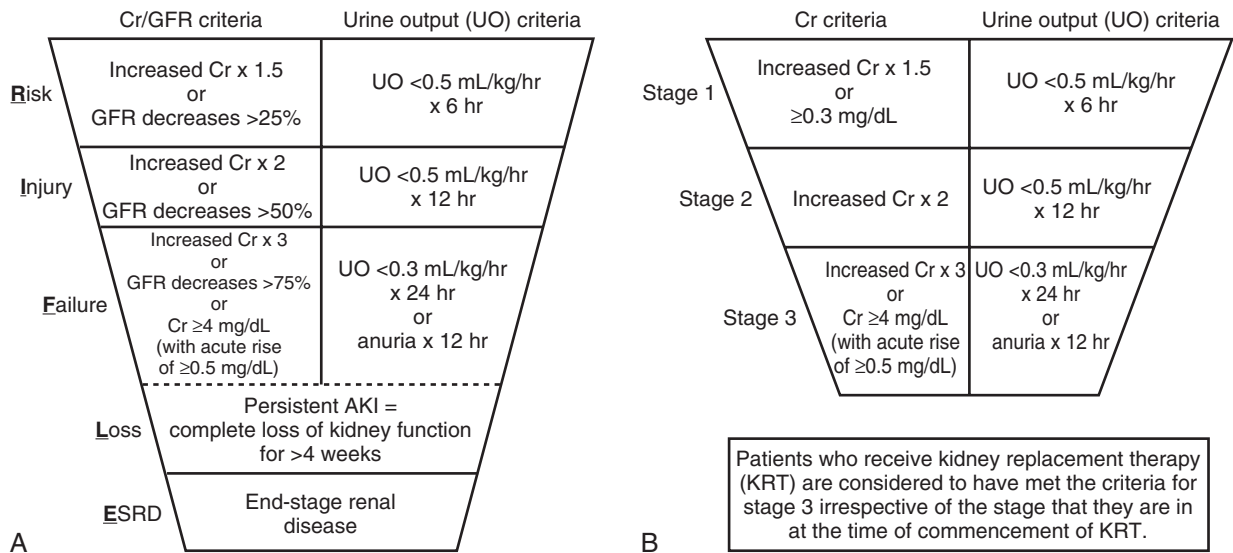 Cr/GFR criteria
Urine output (UO) criteria
Risk
Increased Cr x 1.5
or
GFR decreases >25%
UO <0.5 mL/kg/hr
x 6 hr
Injury
Increased Cr x 2
or
GFR decreases >50%
UO <0.5 mL/kg/hr
x 12 hr
Failure
Increased Cr x 3
or
GFR decreases >75%
or
Cr ≥4 mg/dL
(with acute rise
of ≥0.5 mg/dL)
UO <0.3 mL/kg/hr
x 24 hr
or
anuria x 12 hr
Loss
Persistent AKI =
complete loss of kidney function
for >4 weeks
ESRD
End-stage renal
disease
A
Cr criteria
Urine output (UO) criteria
Stage 1
Increased Cr x 1.5
or
≥0.3 mg/dL
UO <0.5 mL/kg/hr
x 6 hr
Stage 2
Increased Cr x 2
UO <0.5 mL/kg/hr
x 12 hr
Stage 3
Increased Cr x 3
or
Cr ≥4 mg/dL
(with acute rise
of ≥0.5 mg/dL)
UO <0.3 mL/kg/hr
x 24 hr
or
anuria x 12 hr
Patients who receive kidney replacement therapy
(KRT) are considered to have met the criteria for
stage 3 irrespective of the stage that they are in
at the time of commencement of KRT.
B